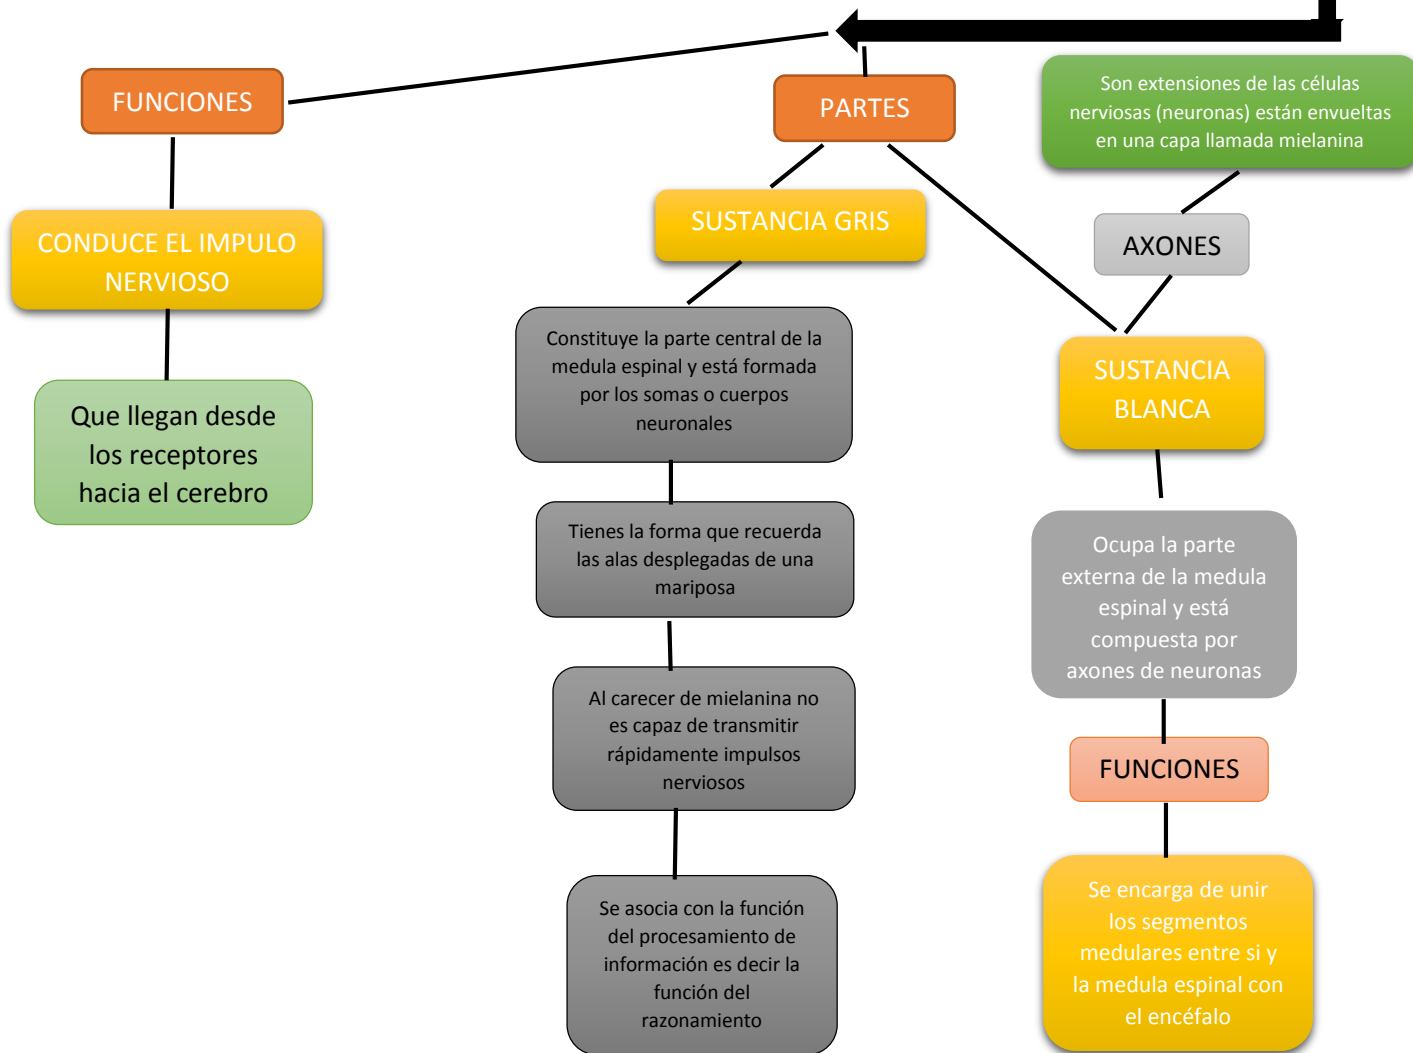 FUNCIONES
CONDUCE EL IMPULO
NERVIOSO
Que llegan desde
los receptores
hacia el cerebro
PARTES
SUSTANCIA GRIS
Constituye la parte central de la
medula espinal y está formada
por los somas o cuerpos
neuronales
Tienes la forma que recuerda
las alas desplegadas de una
mariposa
Al carecer de mielanina no
es capaz de transmitir
rápidamente impulsos
nerviosos
Se asocia con la función
del procesamiento de
información es decir la
función del
razonamiento
Son extensiones de las células
nerviosas (neuronas) están envueltas
en una capa llamada mielanina
AXONES
SUSTANCIA
BLANCA
Ocupa la parte
externa de la medula
espinal y está
compuesta por
axones de neuronas
FUNCIONES
Se encarga de unir
los segmentos
medulares entre si y
la medula espinal con
el encéfalo